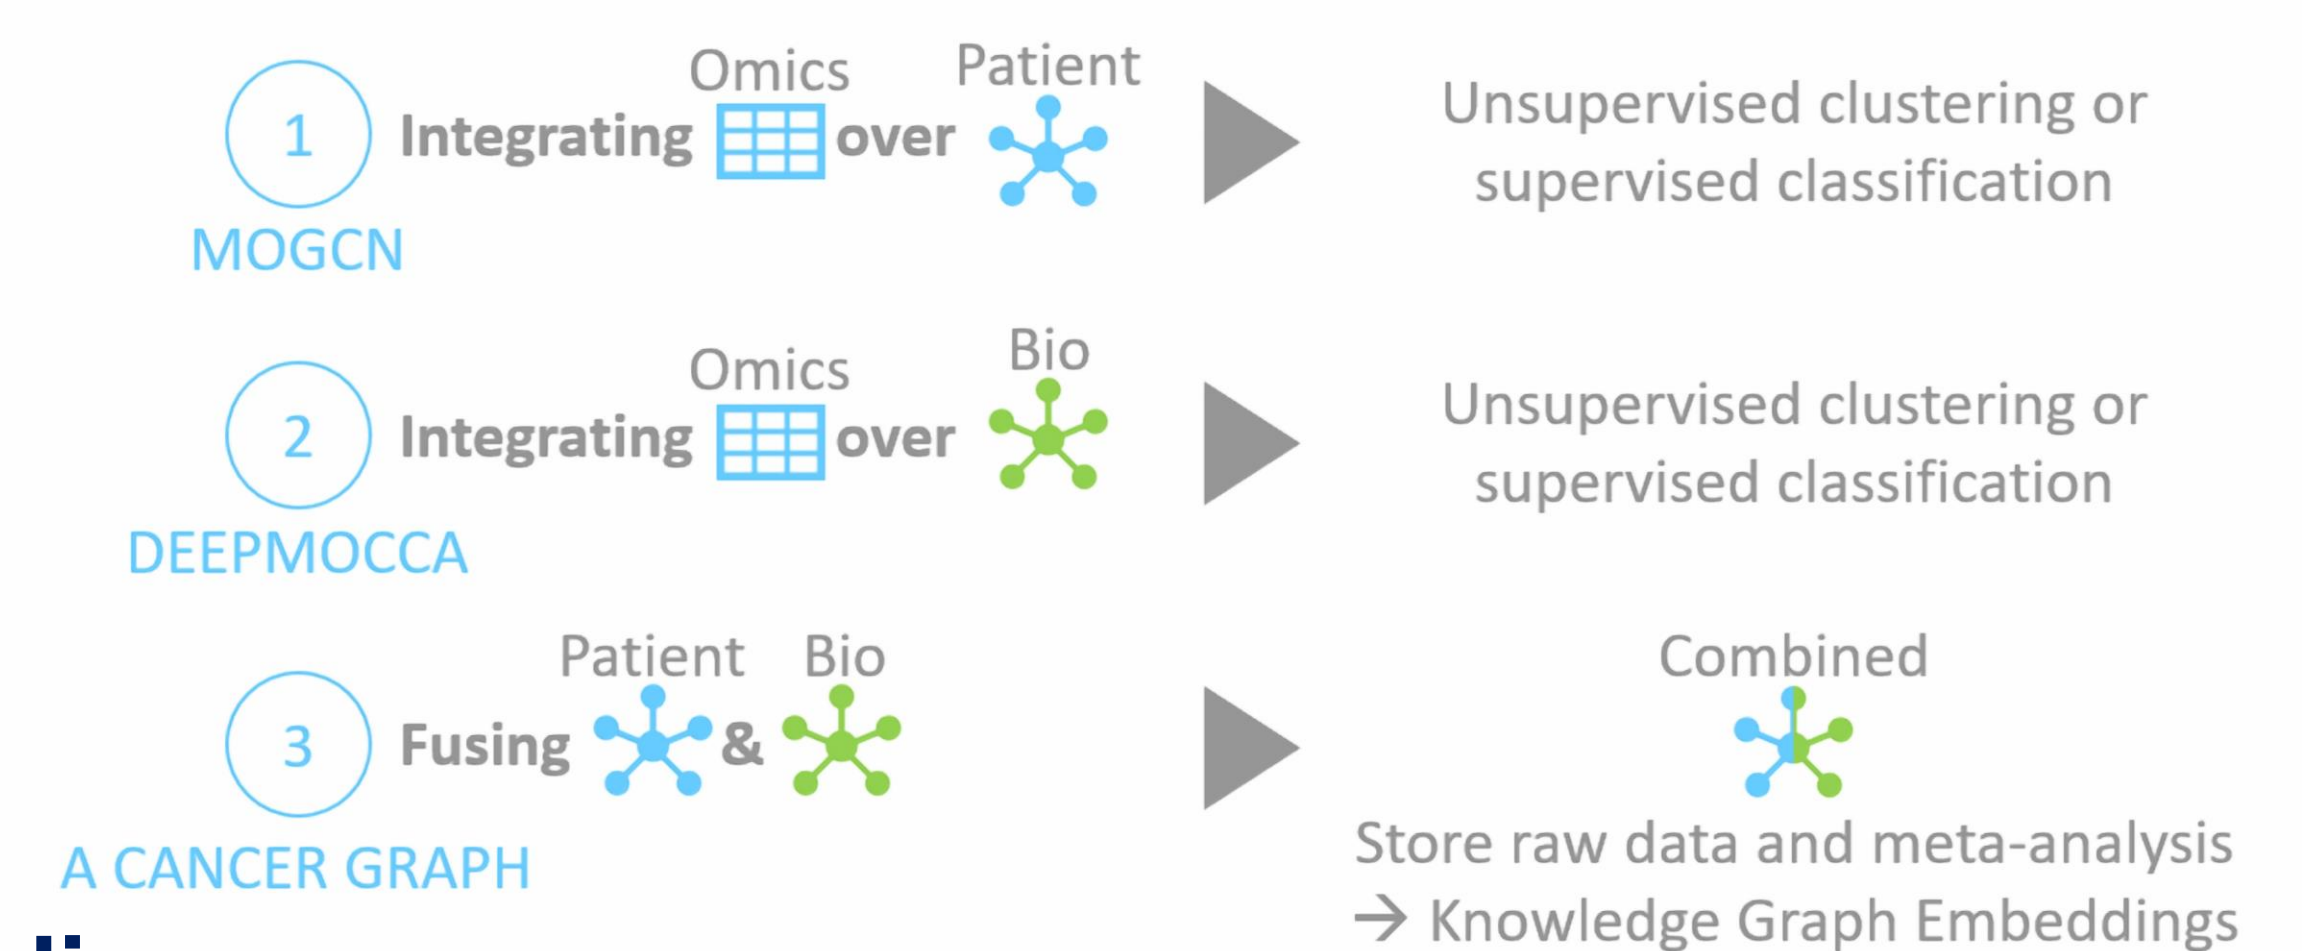 Omics Patient
1 Integrating over
MOGCN
Unsupervised clustering or
supervised classification
Omics Bio
2 Integrating over
DEEPMOCCA
Unsupervised clustering or
supervised classification
Patient Bio
3 Fusing &
A CANCER GRAPH
Combined
Store raw data and meta-analysis
→ Knowledge Graph Embeddings